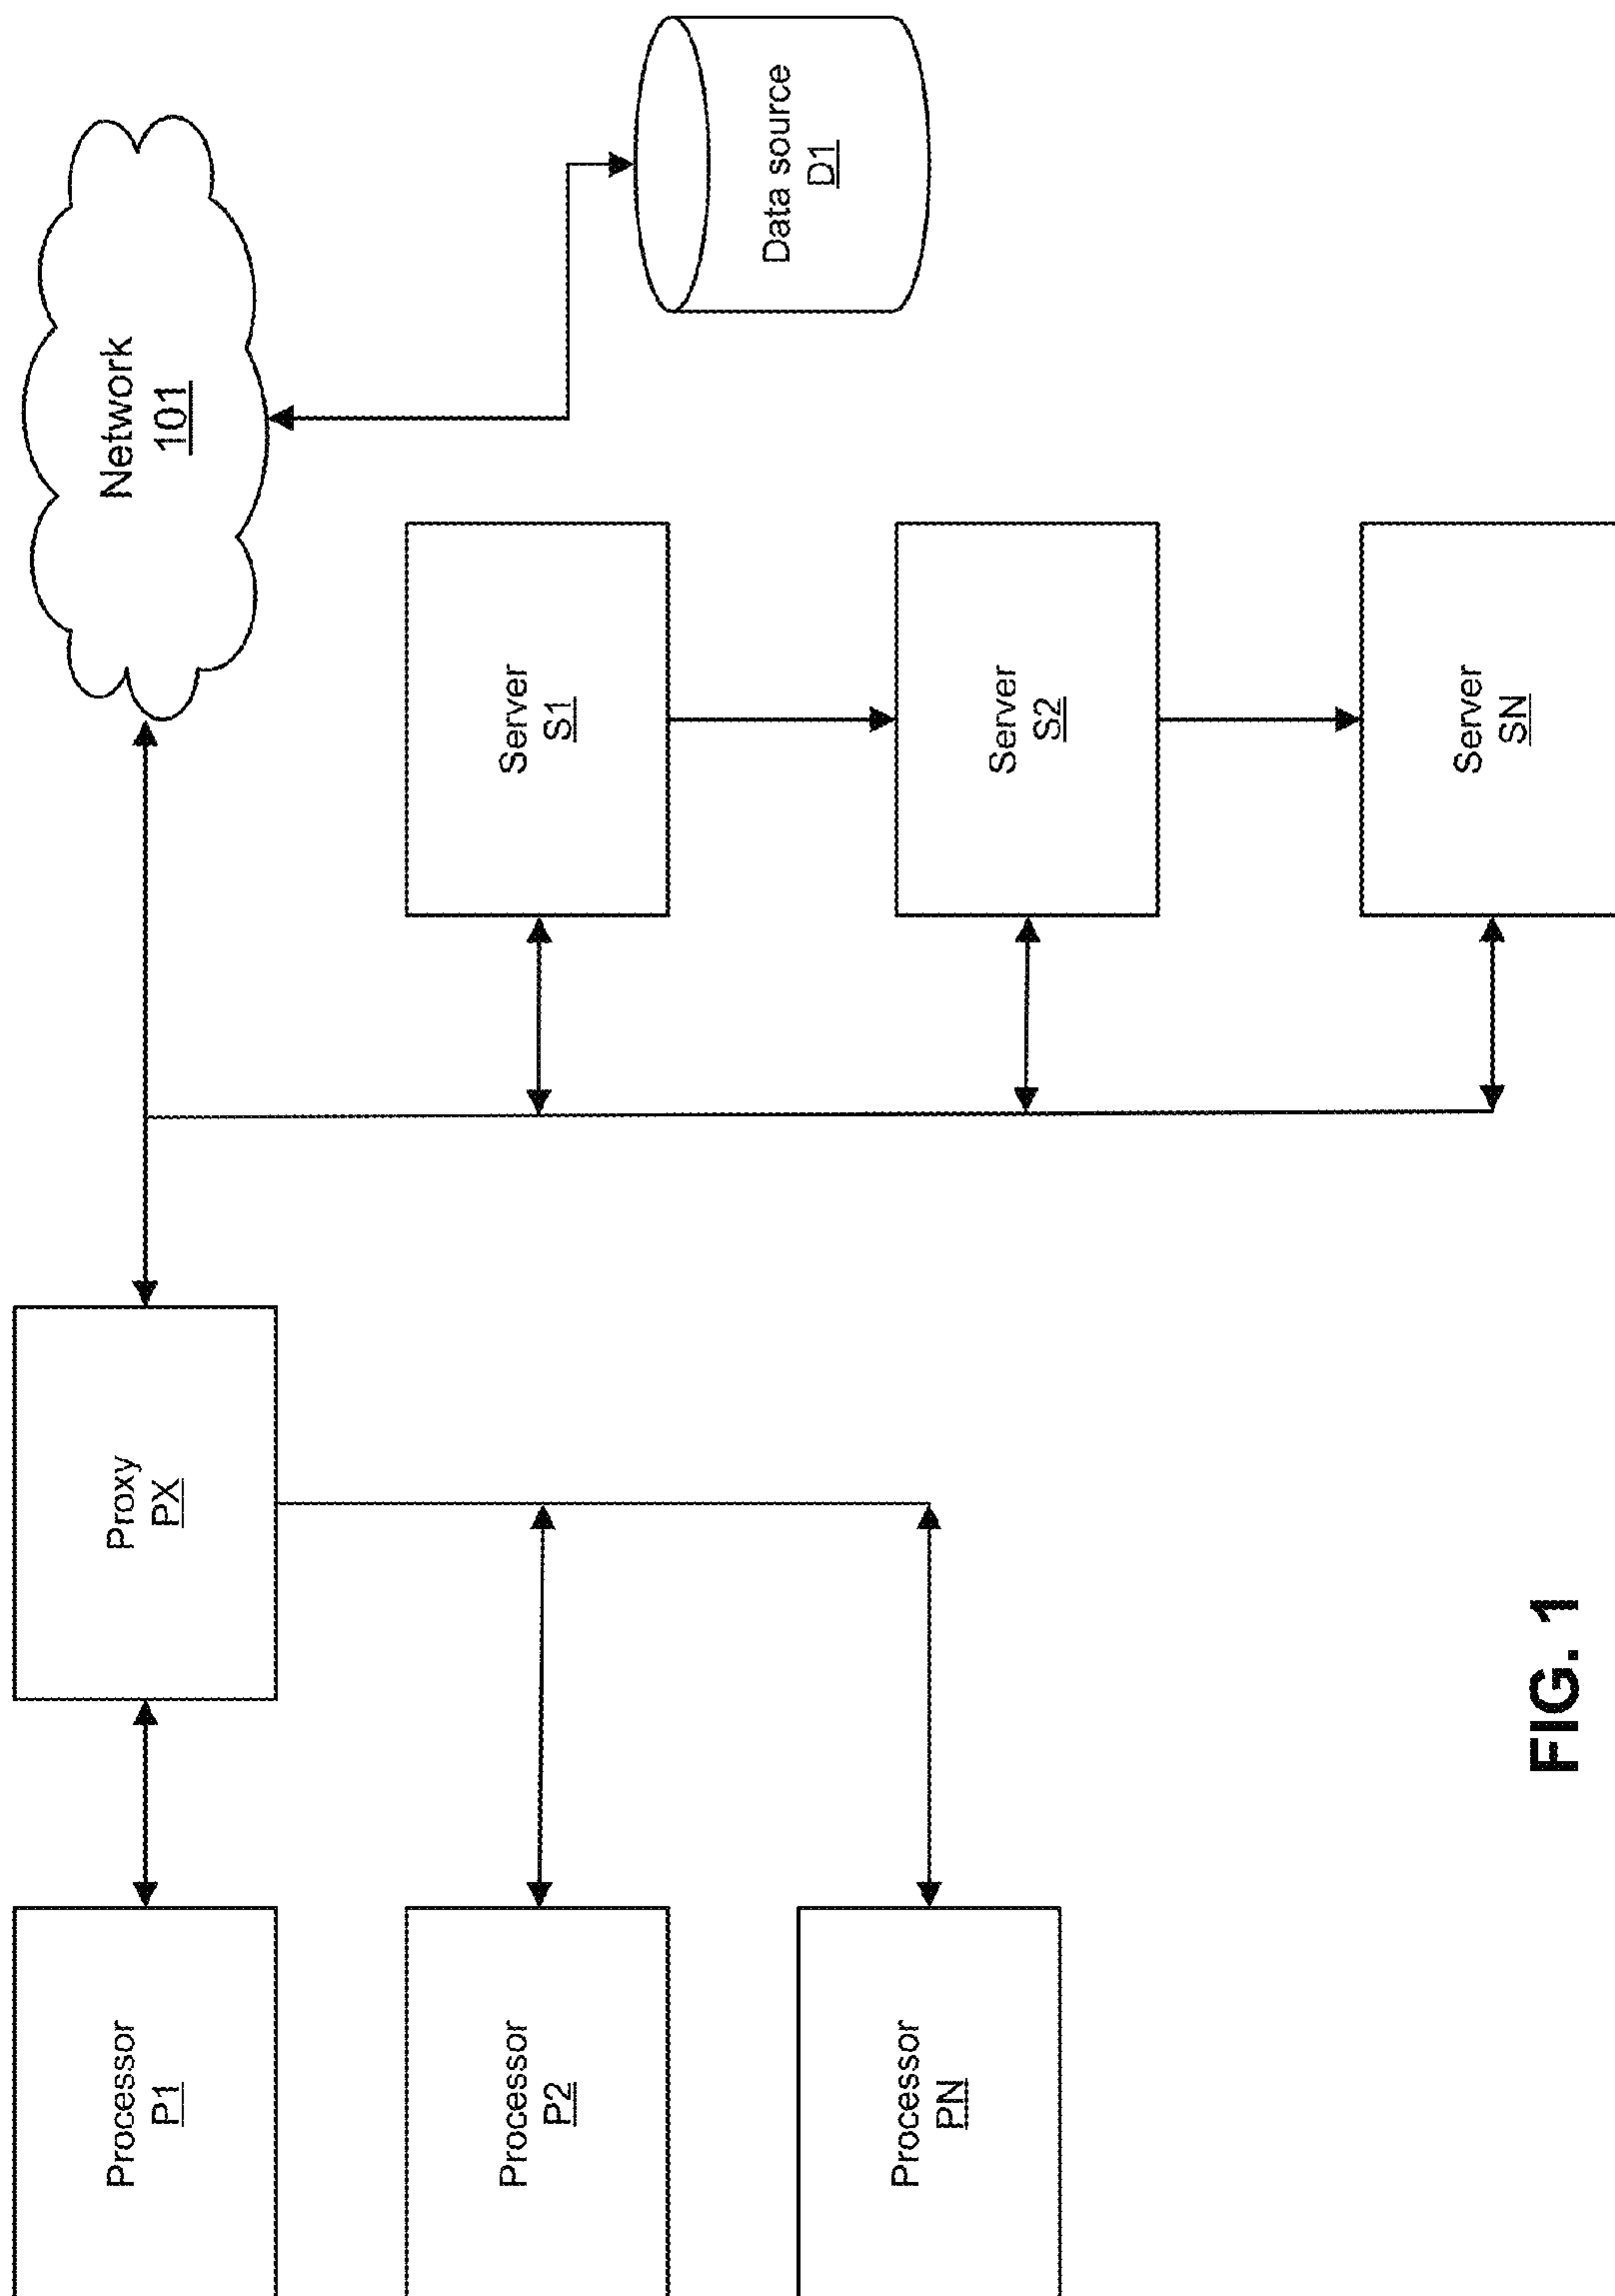 Processor
P1
Proxy
PX
Network
101
Processor
P2
Server
S1
Data source
D1
Processor
PN
Server
S2
Server
SN
FIG. 1